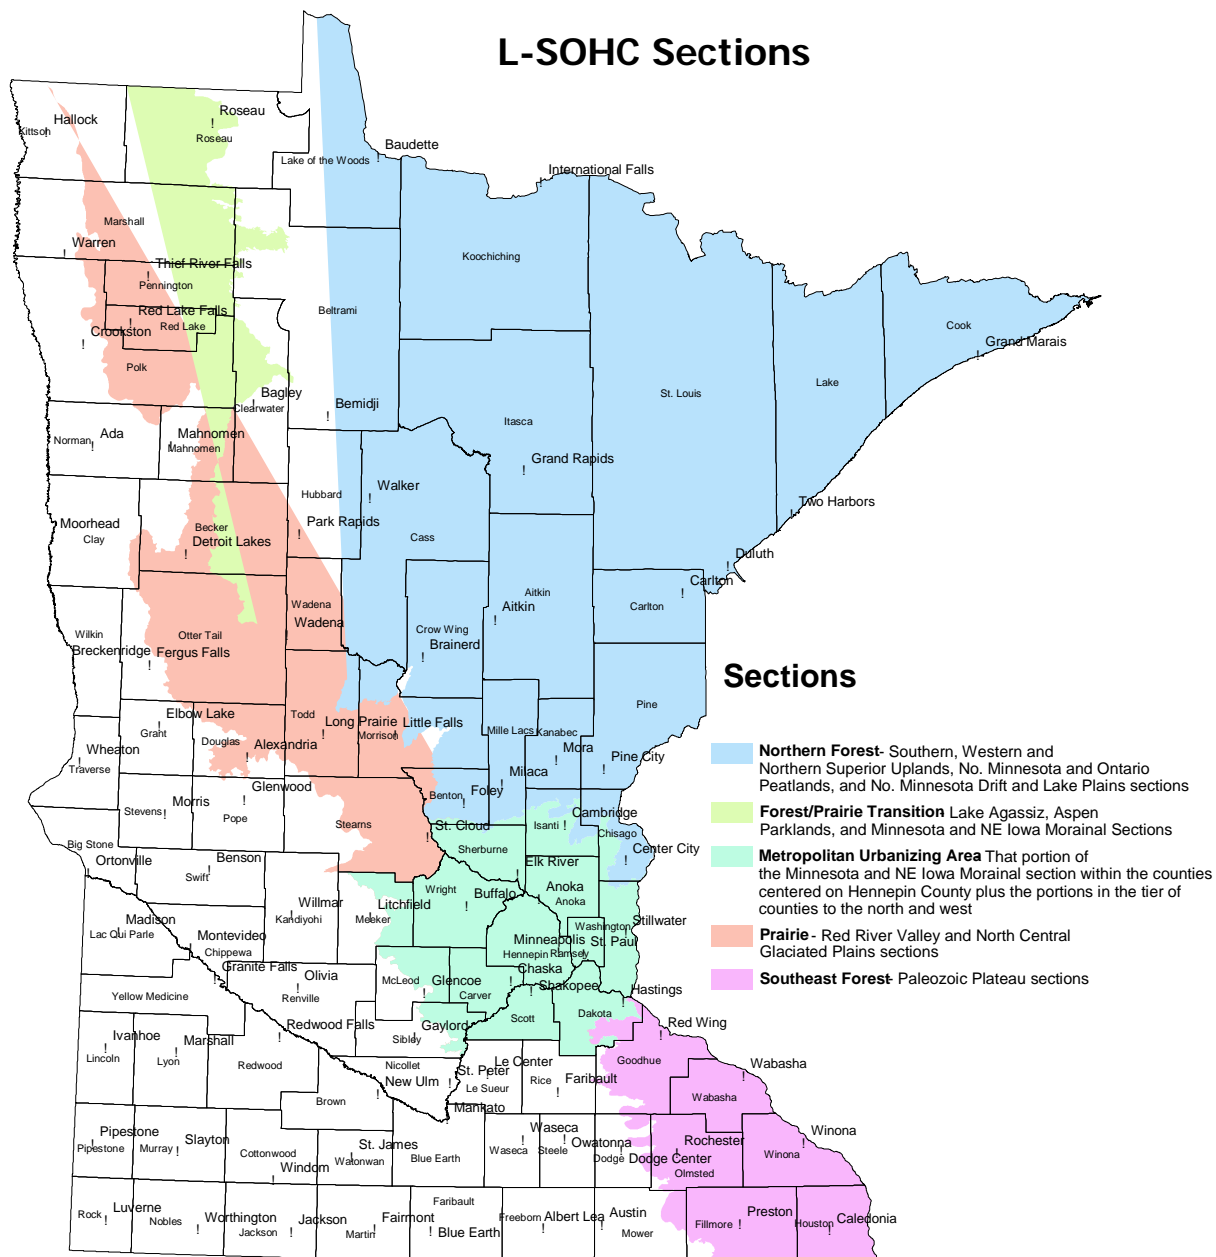 L-SOHC Sections
Roseau
Hallock
Kittson
Roseau
Baudette
Lake of the Woods
International Falls
Marshall
Warren
Koochiching
Thief River Falls
Pennington
Red Lake Falls
Beltrami
Red Lake
Crookston
Cook
Grand Marais
Polk
Lake
St. Louis
Bagley
Clearwater
Bemidji
Itasca
Ada
Mahnomen
Norman
Mahnomen
Grand Rapids
Walker
Hubbard
Two Harbors
Moorhead
Park Rapids
Becker
Clay
Detroit Lakes
Cass
Duluth
Carlton
Aitkin
Wadena
Aitkin
Carlton
Wadena
Crow Wing
Wilkin
Otter Tail
Brainerd
Breckenridge
Fergus Falls
Sections
Pine
Elbow Lake
Todd
Long Prairie
Little Falls
Grant
Mille Lacs
Kanabec
Douglas
Morrison
Wheaton
Alexandria
Mora
Pine City
Traverse
Milaca
Northern Forest- Southern, Western and
Northern Superior Uplands, No. Minnesota and Ontario
Peatlands, and No. Minnesota Drift and Lake Plains sections
Glenwood
Foley
Benton
Morris
Stevens
Pope
Cambridge
Forest/Prairie Transition- Lake Agassiz, Aspen
Parklands, and Minnesota and NE Iowa Morainal Sections
Stearns
St. Cloud
Isanti
Chisago
Big Stone
Sherburne
Center City
Ortonville
Benson
Elk River
Metropolitan Urbanizing Area- That portion of
the Minnesota and NE Iowa Morainal section within the counties
centered on Hennepin County plus the portions in the tier of
counties to the north and west
Swift
Wright
Buffalo
Anoka
Anoka
Willmar
Litchfield
Kandiyohi
Meeker
Madison
Stillwater
Washington
Lac Qui Parle
Montevideo
Minneapolis
St. Paul
Prairie - Red River Valley and North Central
Glaciated Plains sections
Chippewa
Hennepin
Ramsey
Granite Falls
Olivia
Chaska
McLeod
Glencoe
Shakopee
Southeast Forest- Paleozoic Plateau sections
Yellow Medicine
Renville
Carver
Hastings
Scott
Dakota
Redwood Falls
Gaylord
Red Wing
Ivanhoe
Marshall
Sibley
Lincoln
Lyon
Redwood
Nicollet
Le Center
Goodhue
Wabasha
St. Peter
New Ulm
Le Sueur
Rice
Faribault
Brown
Wabasha
Mankato
Pipestone
Slayton
St. James
Waseca
Owatonna
Rochester
Winona
Pipestone
Murray
Cottonwood
Watonwan
Blue Earth
Waseca
Steele
Dodge
Dodge Center
Winona
Windom
Olmsted
Luverne
Faribault
Rock
Nobles
Worthington
Jackson
Jackson
Fairmont
Martin
Blue Earth
Freeborn
Albert Lea
Austin
Mower
Preston
Fillmore
Houston
Caledonia